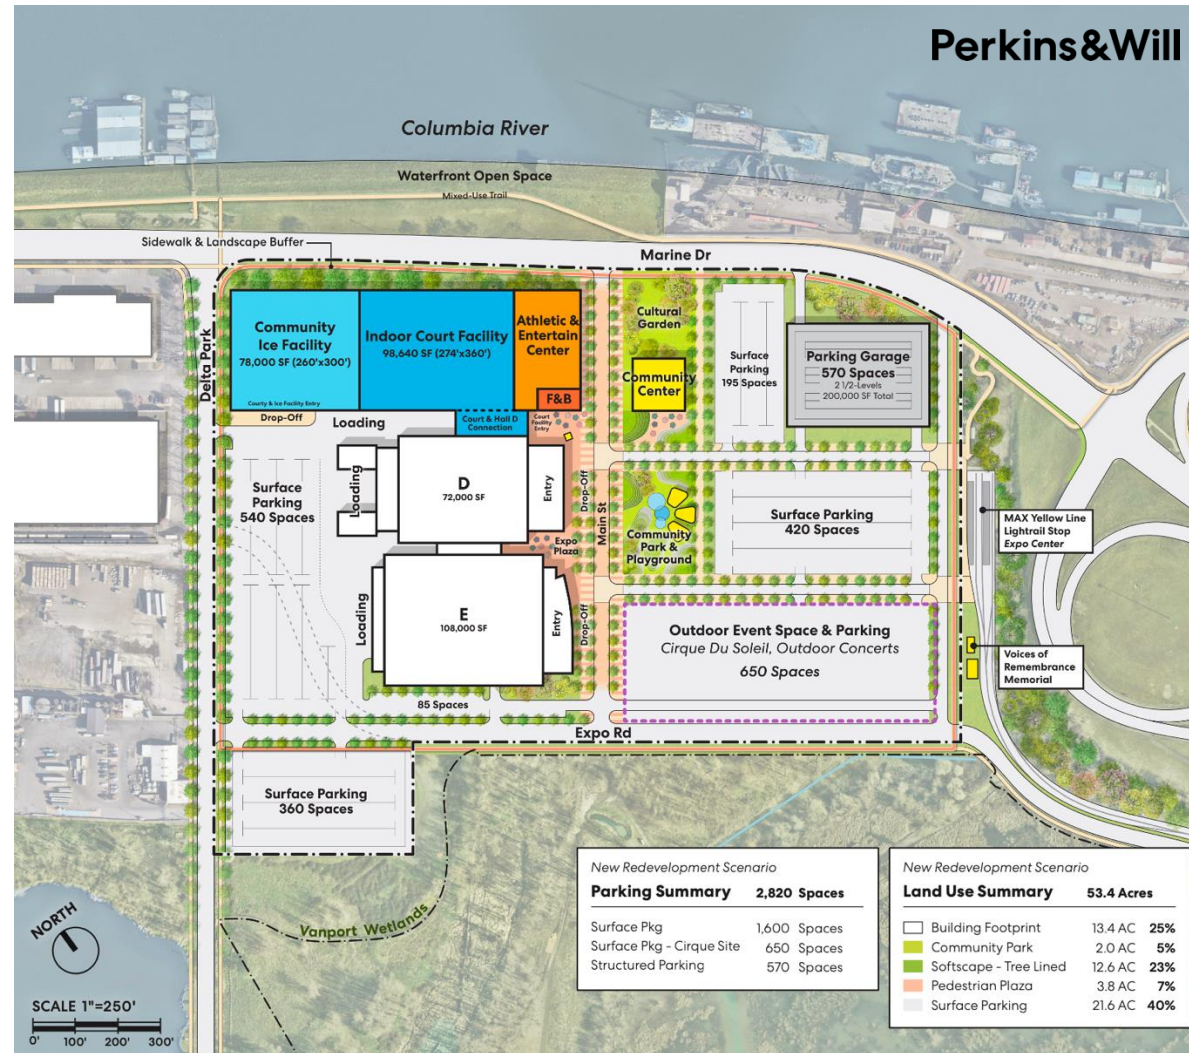 Perkins&Will
Columbia River
Waterfront Open Space
Mixed-Use Trail
Sidewalk & Landscape Buffer
Marine Dr
Delta Park
Community
Ice Facility
78,000 SF (260'x300')
County & Ice Facility Entry
Indoor Court Facility
98,640 SF (274'x360')
Athletic &
Entertain
Center
F&B
Cultural
Garden
Community
Center
Surface
Parking
195 Spaces
Parking Garage
570 Spaces
2 1/2-Levels
200,000 SF Total
Drop-Off
Loading
Court & Hall D
Connection
Court
Facility
Entry
Loading
D
72,000 SF
Entry
Drop-Off
Main St
Surface
Parking
540 Spaces
Expo
Plaza
Community
Park &
Playground
Surface Parking
420 Spaces
MAX Yellow Line
Lightrail Stop
Expo Center
Loading
E
108,000 SF
Entry
Drop-Off
Outdoor Event Space & Parking
Cirque Du Soleil, Outdoor Concerts
650 Spaces
Voices of
Remembrance
Memorial
85 Spaces
Expo Rd
Surface Parking
360 Spaces
Vanport Wetlands
NORTH
SCALE 1"=250'
0' 100' 200' 300'
New Redevelopment Scenario
Parking Summary 2,820 Spaces
Surface Pkg 1,600 Spaces
Surface Pkg - Cirque Site 650 Spaces
Structured Parking 570 Spaces
New Redevelopment Scenario
Land Use Summary 53.4 Acres
Building Footprint 13.4 AC 25%
Community Park 2.0 AC 5%
Softscape - Tree Lined 12.6 AC 23%
Pedestrian Plaza 3.8 AC 7%
Surface Parking 21.6 AC 40%